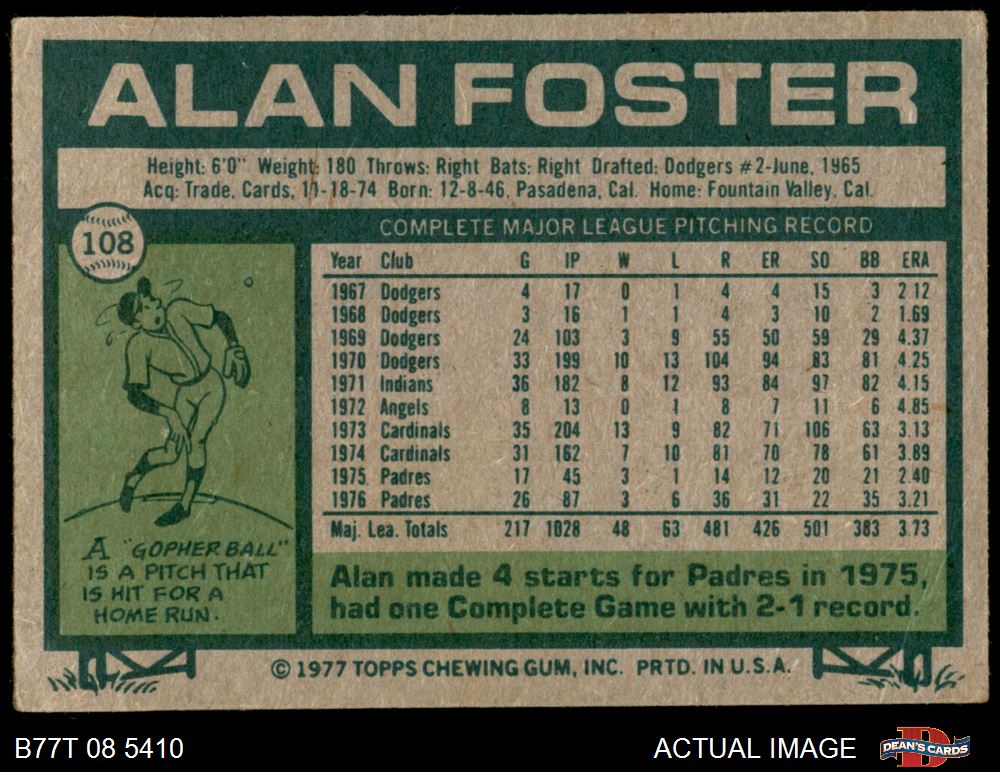 ALAN FOSTER
Height: 6'0" Weight: 180 Throws: Right Bats: Right Drafted: Dodgers #2-June, 1965
Acq: Trade, Cards, 11-18-74 Born: 12-8-46, Pasadena, Cal. Home: Fountain Valley, Cal.
108
COMPLETE MAJOR LEAGUE PITCHING RECORD
Year Club G IP W L R ER SO BB ERA
1967 Dodgers 4 17 0 1 4 4 15 3 2.12
1968 Dodgers 3 16 1 1 4 3 10 2 1.69
1969 Dodgers 24 103 3 9 55 50 59 29 4.37
1970 Dodgers 33 199 10 13 104 94 83 81 4.25
1971 Indians 36 182 8 12 93 84 97 82 4.15
1972 Angels 8 13 0 1 8 7 11 6 4.85
1973 Cardinals 35 204 13 9 82 71 106 63 3.13
1974 Cardinals 31 162 7 10 81 70 78 61 3.89
1975 Padres 17 45 3 1 14 12 20 21 2.40
1976 Padres 26 87 3 6 36 31 22 35 3.21
Maj. Lea. Totals 217 1028 48 63 481 426 501 383 3.73
A "GOPHER BALL"
IS A PITCH THAT
IS HIT FOR A
HOME RUN.
Alan made 4 starts for Padres in 1975,
had one Complete Game with 2-1 record.
© 1977 TOPPS CHEWING GUM, INC. PRTD. IN U.S.A.
B77T 08 5410
ACTUAL IMAGE
D
DEAN'S CARDS